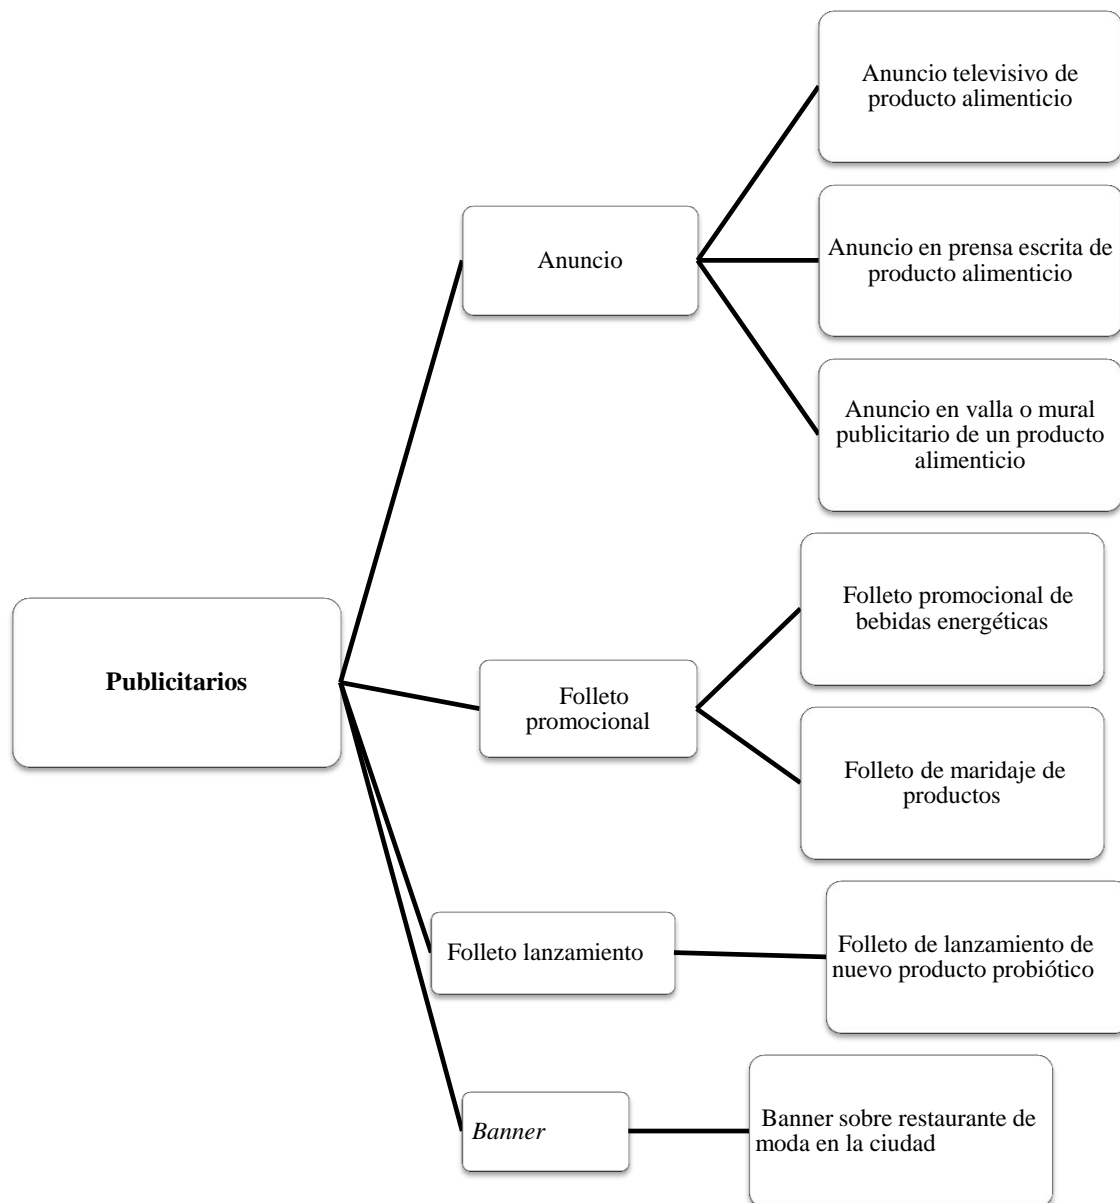 Anuncio televisivo de
producto alimenticio
Anuncio
Anuncio en prensa escrita de
producto alimenticio
Anuncio en valla o mural
publicitario de un producto
alimenticio
Publicitarios
Folleto
promocional
Folleto promocional de
bebidas energéticas
Folleto de maridaje de
productos
Folleto lanzamiento
Folleto de lanzamiento de
nuevo producto probiótico
Banner
Banner sobre restaurante de
moda en la ciudad